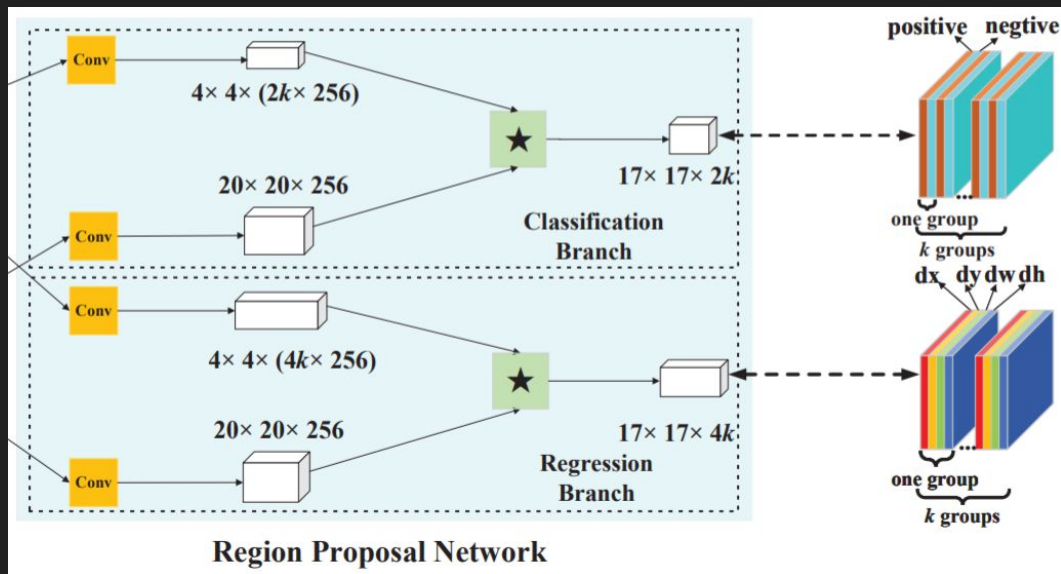 positive negtive
Conv
4× 4× (2k× 256)
20× 20× 256
17× 17× 2k
Conv
Classification
Branch
one group
k groups
dx dy dw dh
Conv
4× 4× (4k× 256)
20× 20× 256
17× 17× 4k
Conv
Regression
Branch
one group
k groups
Region Proposal Network